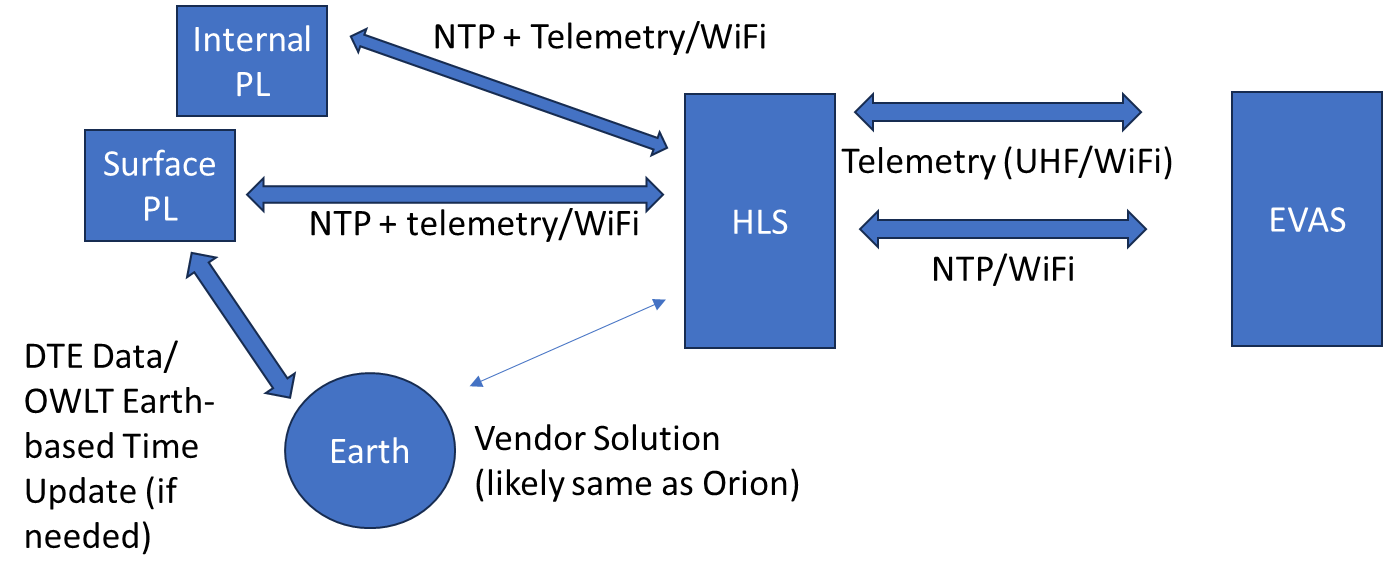 Internal
PL
NTP + Telemetry/WiFi
Surface
PL
NTP + telemetry/WiFi
HLS
Telemetry (UHF/WiFi)
NTP/WiFi
EVAS
DTE Data/
OWLT Earth-
based Time
Update (if
needed)
Earth
Vendor Solution
(likely same as Orion)